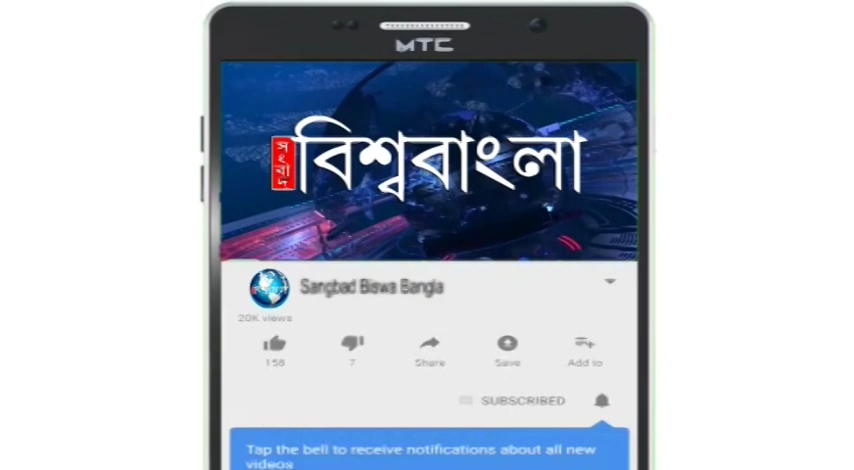 MTC
সংবাদ
বিশ্ববাংলা
Sangbad Biswa Bangla
20K views
158
7
Share
Save
Add to
SUBSCRIBED
Tap the bell to receive notifications about all new
videos